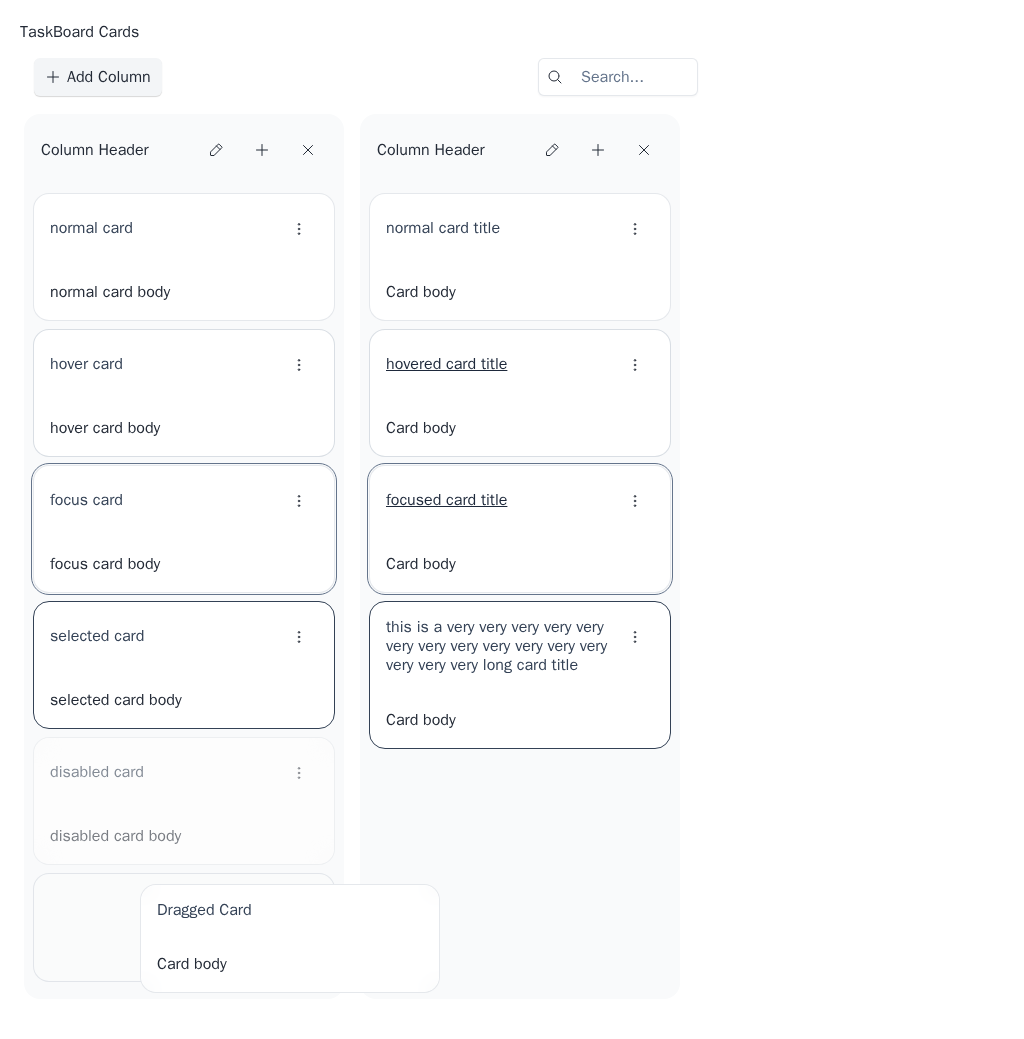 TaskBoard Cards
Add Column
Search...
Column Header
normal card
normal card body
hover card
hover card body
focus card
focus card body
selected card
selected card body
disabled card
disabled card body
Column Header
normal card title
Card body
hovered card title
Card body
focused card title
Card body
this is a very very very very very
very very very very very very very
very very very long card title
Card body
Dragged Card
Card body